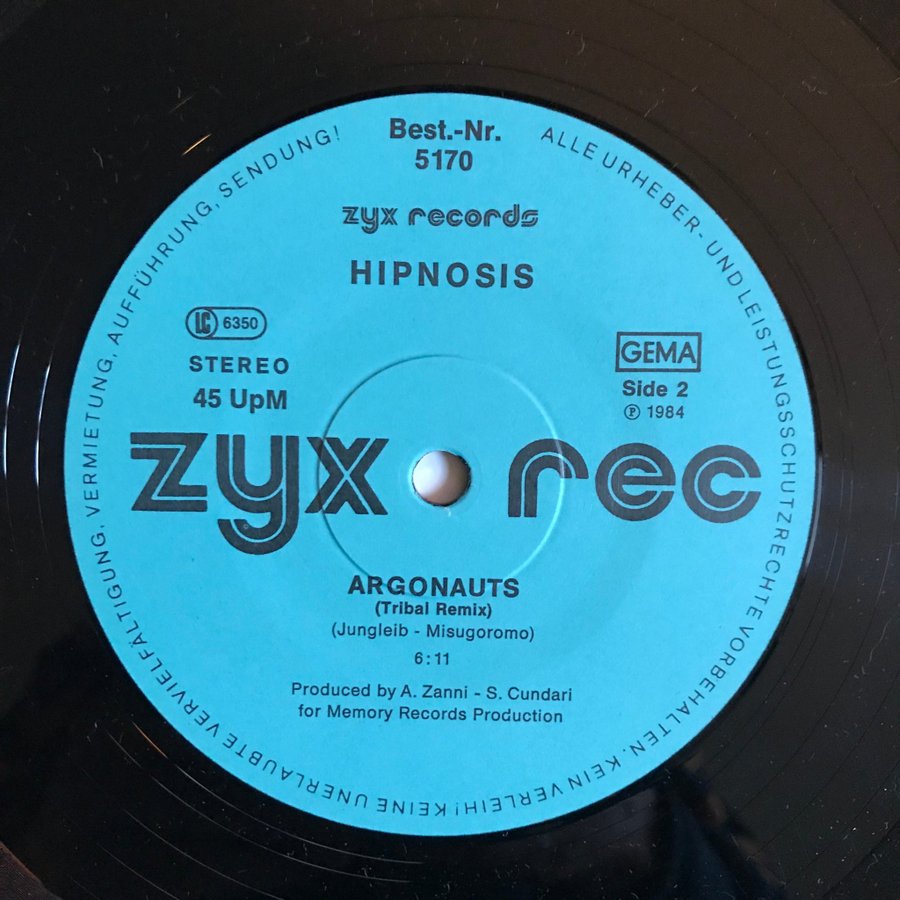 Best.-Nr.
5170
zyx records
HIPNOSIS
LC 6350
STEREO
45 UpM
GEMA
Side 2
℗ 1984
zyx rec
ARGONAUTS
(Tribal Remix)
(Jungleib - Misugoromo)
6:11
Produced by A. Zanni - S. Cundari
for Memory Records Production
ALLE URHEBER- UND LEISTUNGSSCHUTZRECHTE VORBEHALTEN. KEIN VERLEIH! KEINE UNERLAUBTE VERVIELFÄLTIGUNG, VERMIETUNG, AUFFÜHRUNG, SENDUNG!